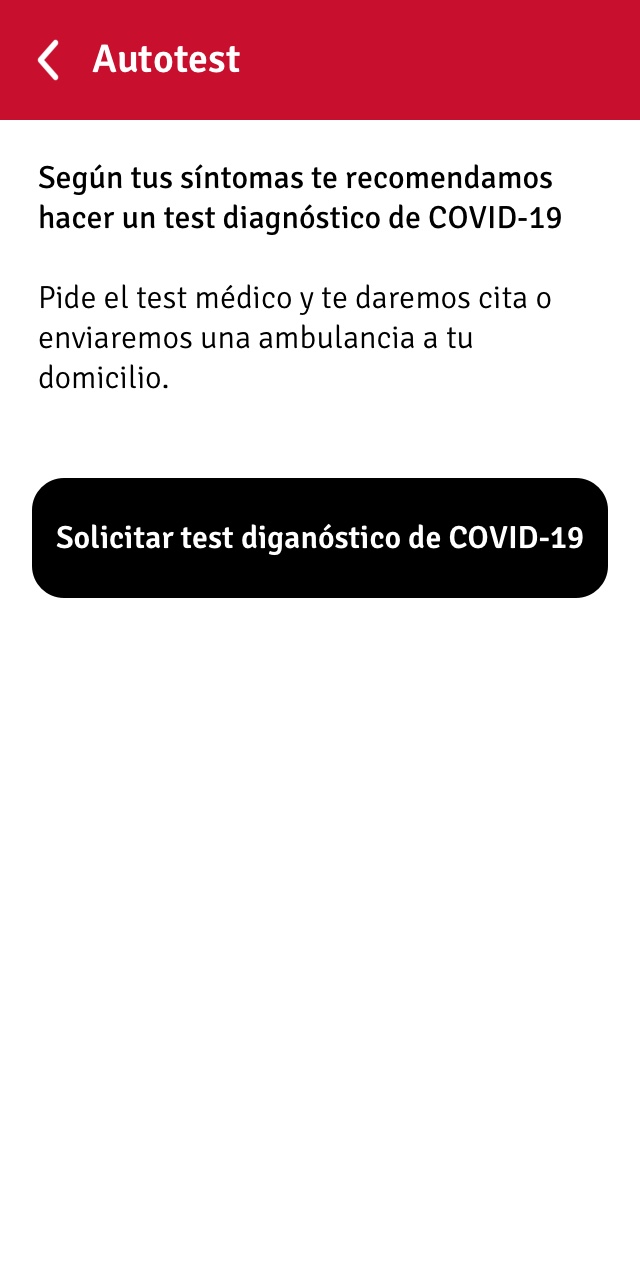 Autotest
Según tus síntomas te recomendamos
hacer un test diagnóstico de COVID-19
Pide el test médico y te daremos cita o
enviaremos una ambulancia a tu
domicilio.
Solicitar test diganóstico de COVID-19